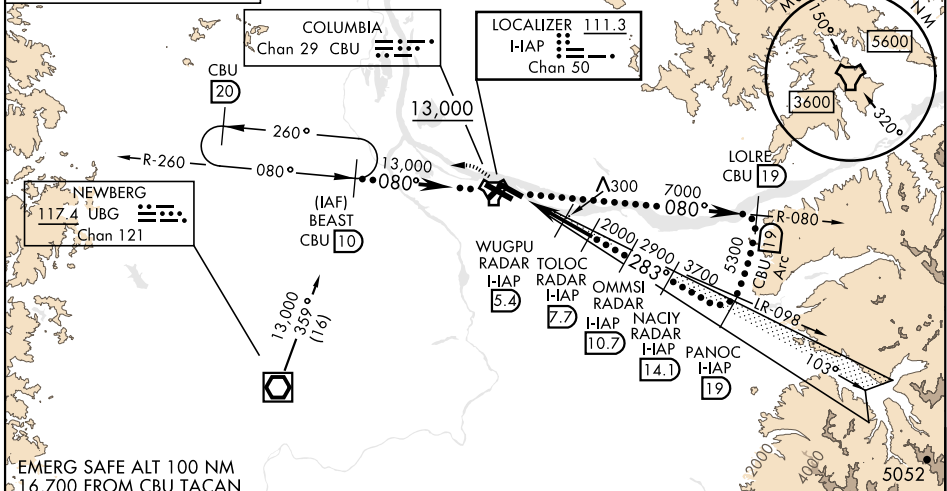 COLUMBIA
Chan 29 CBU
LOCALIZER 111.3
I-IAP
Chan 50
NM
150°
5600
3600
320°
CBU
20
260°
R-260
080°
13,000
080°
13,000
(IAF)
BEAST
CBU 10
NEWBERG
117.4 UBG
Chan 121
13,000
359°
(16)
Λ300
7000
080°
LOLRE
CBU 19
R-080
5300
CBU 19
Arc
WUGPU
RADAR
I-IAP
5.4
TOLOC
RADAR
I-IAP
7.7
2000
2900
3700
283°
OMMSI
RADAR
I-IAP
10.7
NACIY
RADAR
I-IAP
14.1
PANOC
I-IAP
19
LR-098
103°
2000
4000
5052
EMERG SAFE ALT 100 NM
16,700 FROM CBU TACAN